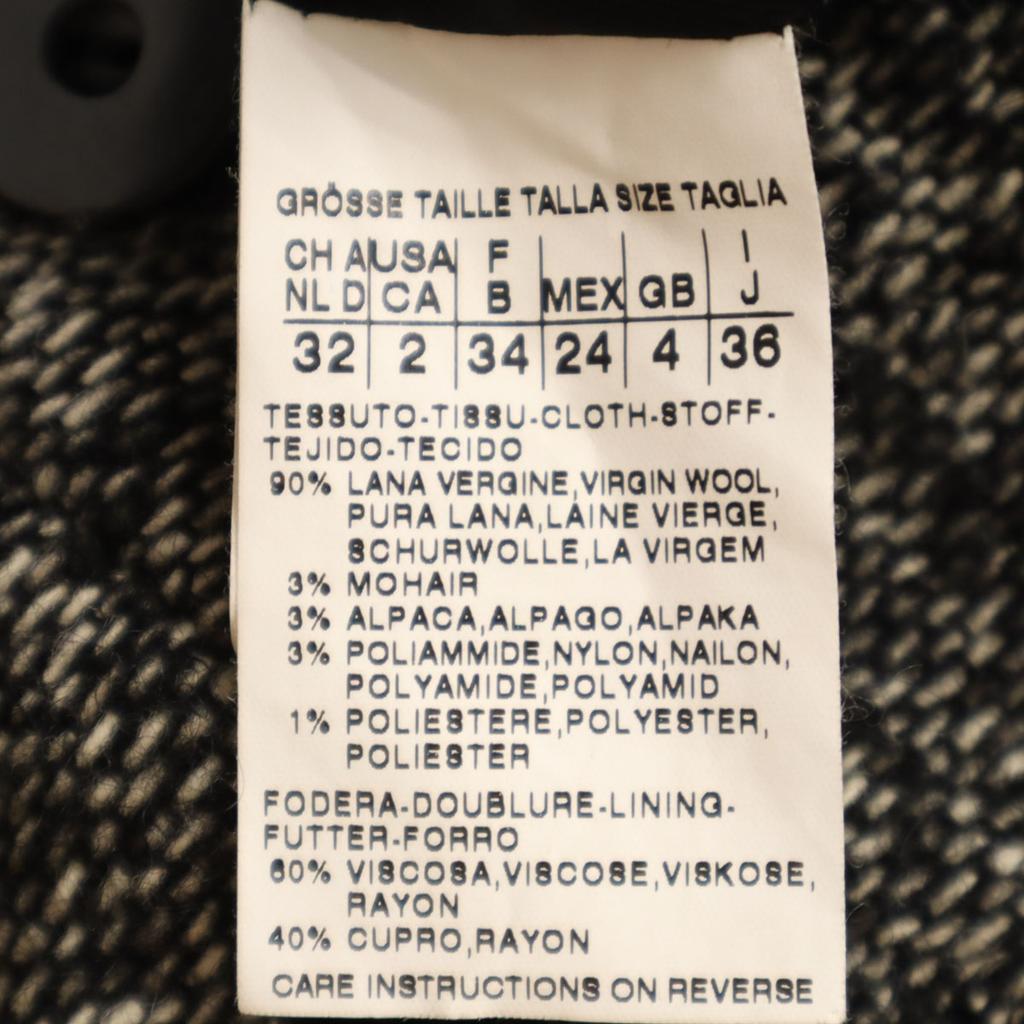 GRÖSSE TAILLE TALLA SIZE TAGLIA
CH A USA F I
NL D CA B MEX GB J
32 2 34 24 4 36
TESSUTO-TISSU-CLOTH-STOFF-
TEJIDO-TECIDO
90% LANA VERGINE,VIRGIN WOOL,
PURA LANA,LAINE VIERGE,
SCHURWOLLE,LA VIRGEM
3% MOHAIR
3% ALPACA,ALPAGO,ALPAKA
3% POLIAMMIDE,NYLON,NAILON,
POLYAMIDE,POLYAMID
1% POLIESTERE,POLYESTER,
POLIESTER
FODERA-DOUBLURE-LINING-
FUTTER-FORRO
60% VISCOSA,VISCOSE,VISKOSE,
RAYON
40% CUPRO,RAYON
CARE INSTRUCTIONS ON REVERSE